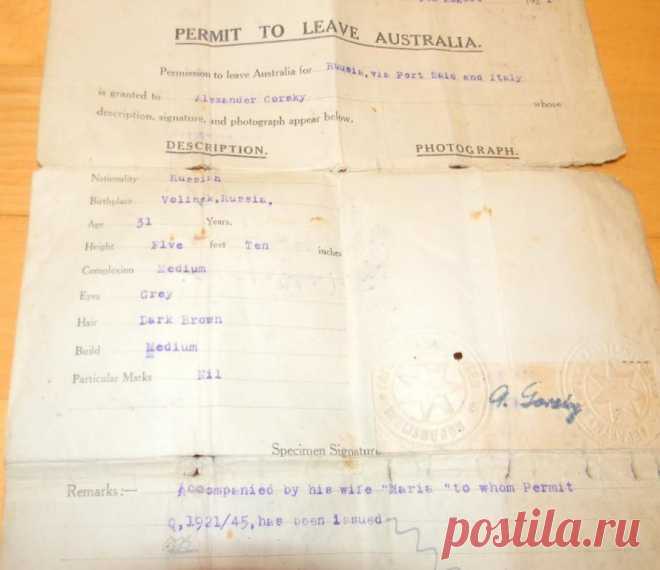 PERMIT TO LEAVE AUSTRALIA.
Permission to leave Australia for Russia, via Port Said and Italy
is granted to Alexander Gorsky whose
description, signature, and photograph appear below.
DESCRIPTION. PHOTOGRAPH.
Nationality Russian
Birthplace Volinsk, Russia.
Age 31 Years.
Height Five feet Ten inches
Complexion Medium
Eyes Grey
Hair Dark Brown
Build Medium
Particular Marks Nil
A. Gorsky
Specimen Signature
Remarks:— Accompanied by his wife "Maria "to whom Permit
Q,1921/45, has been issued
postila.ru